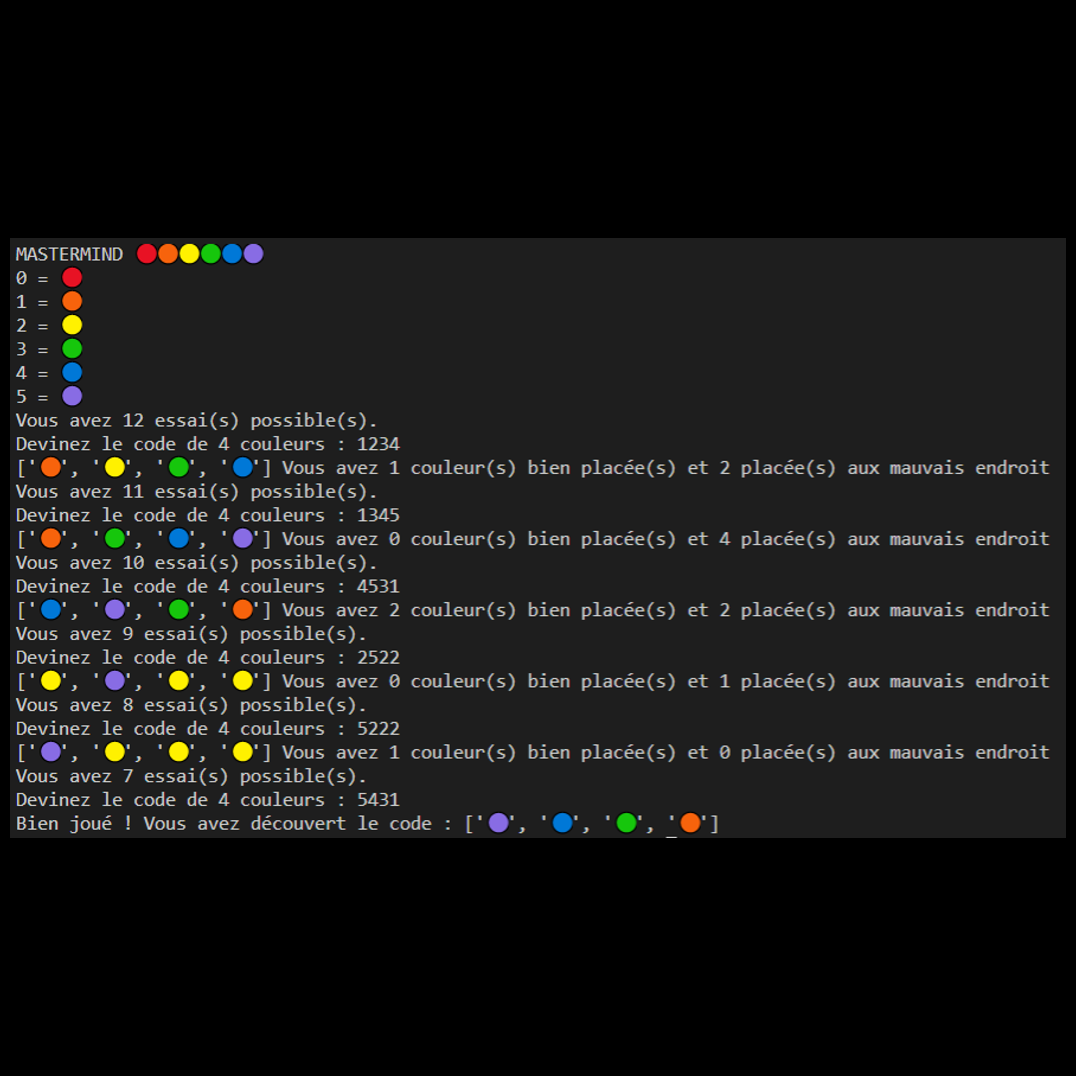 MASTERMIND 🔴🟠🟡🟢🔵🟣
0 = 🔴
1 = 🟠
2 = 🟡
3 = 🟢
4 = 🔵
5 = 🟣
Vous avez 12 essai(s) possible(s).
Devinez le code de 4 couleurs : 1234
['🟠', '🟡', '🟢', '🔵'] Vous avez 1 couleur(s) bien placée(s) et 2 placée(s) aux mauvais endroit
Vous avez 11 essai(s) possible(s).
Devinez le code de 4 couleurs : 1345
['🟠', '🟢', '🔵', '🟣'] Vous avez 0 couleur(s) bien placée(s) et 4 placée(s) aux mauvais endroit
Vous avez 10 essai(s) possible(s).
Devinez le code de 4 couleurs : 4531
['🔵', '🟣', '🟢', '🟠'] Vous avez 2 couleur(s) bien placée(s) et 2 placée(s) aux mauvais endroit
Vous avez 9 essai(s) possible(s).
Devinez le code de 4 couleurs : 2522
['🟡', '🟣', '🟡', '🟡'] Vous avez 0 couleur(s) bien placée(s) et 1 placée(s) aux mauvais endroit
Vous avez 8 essai(s) possible(s).
Devinez le code de 4 couleurs : 5222
['🟣', '🟡', '🟡', '🟡'] Vous avez 1 couleur(s) bien placée(s) et 0 placée(s) aux mauvais endroit
Vous avez 7 essai(s) possible(s).
Devinez le code de 4 couleurs : 5431
Bien joué ! Vous avez découvert le code : ['🟣', '🔵', '🟢', '🟠']